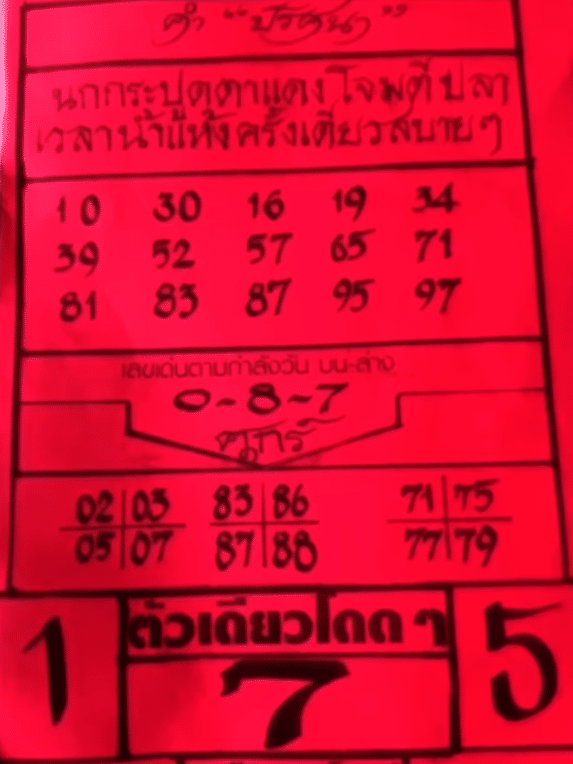 คำ “ปริศนา”
นกกระปูดตาแดง โจมตีปลา
เวลาน้ำแห้งครั้งเดียวสบายๆ
10 30 16 19 34
39 52 57 65 71
81 83 87 95 97
เลขเด่นตามกำลังวัน บน-ล่าง
0-8-7
ศุกร์
02 03 83 86 71 75
05 07 87 88 77 79
ตัวเดียวโดด ๆ
1 7 5